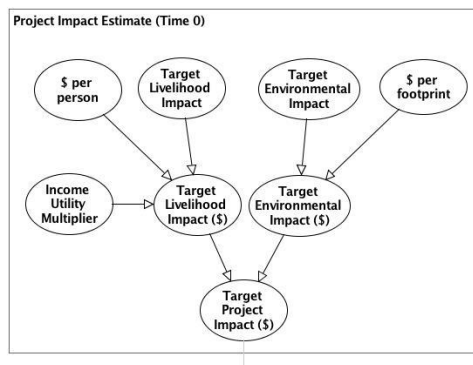 Project Impact Estimate (Time 0)
$ per
person
Target
Livelihood
Impact
Target
Environmental
Impact
$ per
footprint
Income
Utility
Multiplier
Target
Livelihood
Impact ($)
Target
Environmental
Impact ($)
Target
Project
Impact ($)